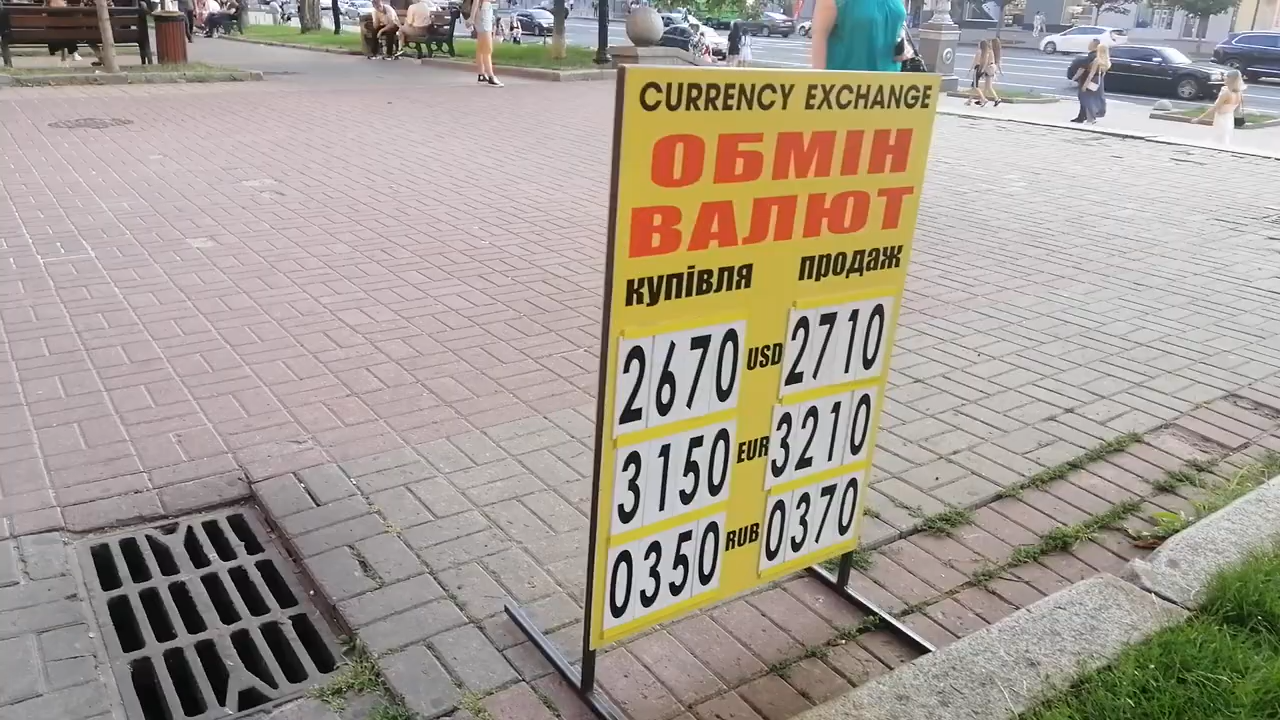 CURRENCY EXCHANGE
ОБМІН
ВАЛЮТ
купівля продаж
2670 USD 2710
3150 EUR 3210
0350 RUB 0370